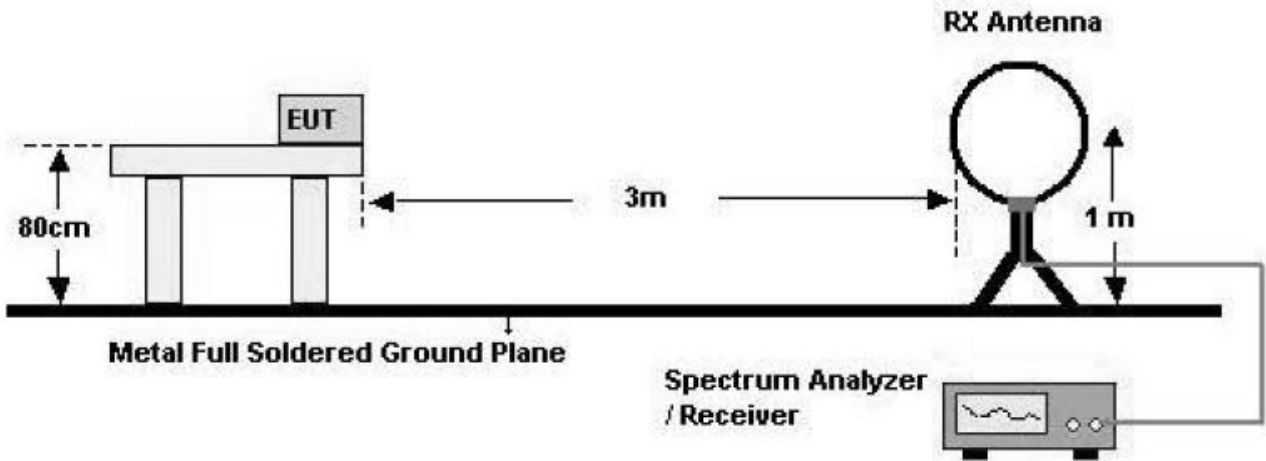 RX Antenna
EUT
80cm
3m
1 m
Metal Full Soldered Ground Plane
Spectrum Analyzer
/ Receiver